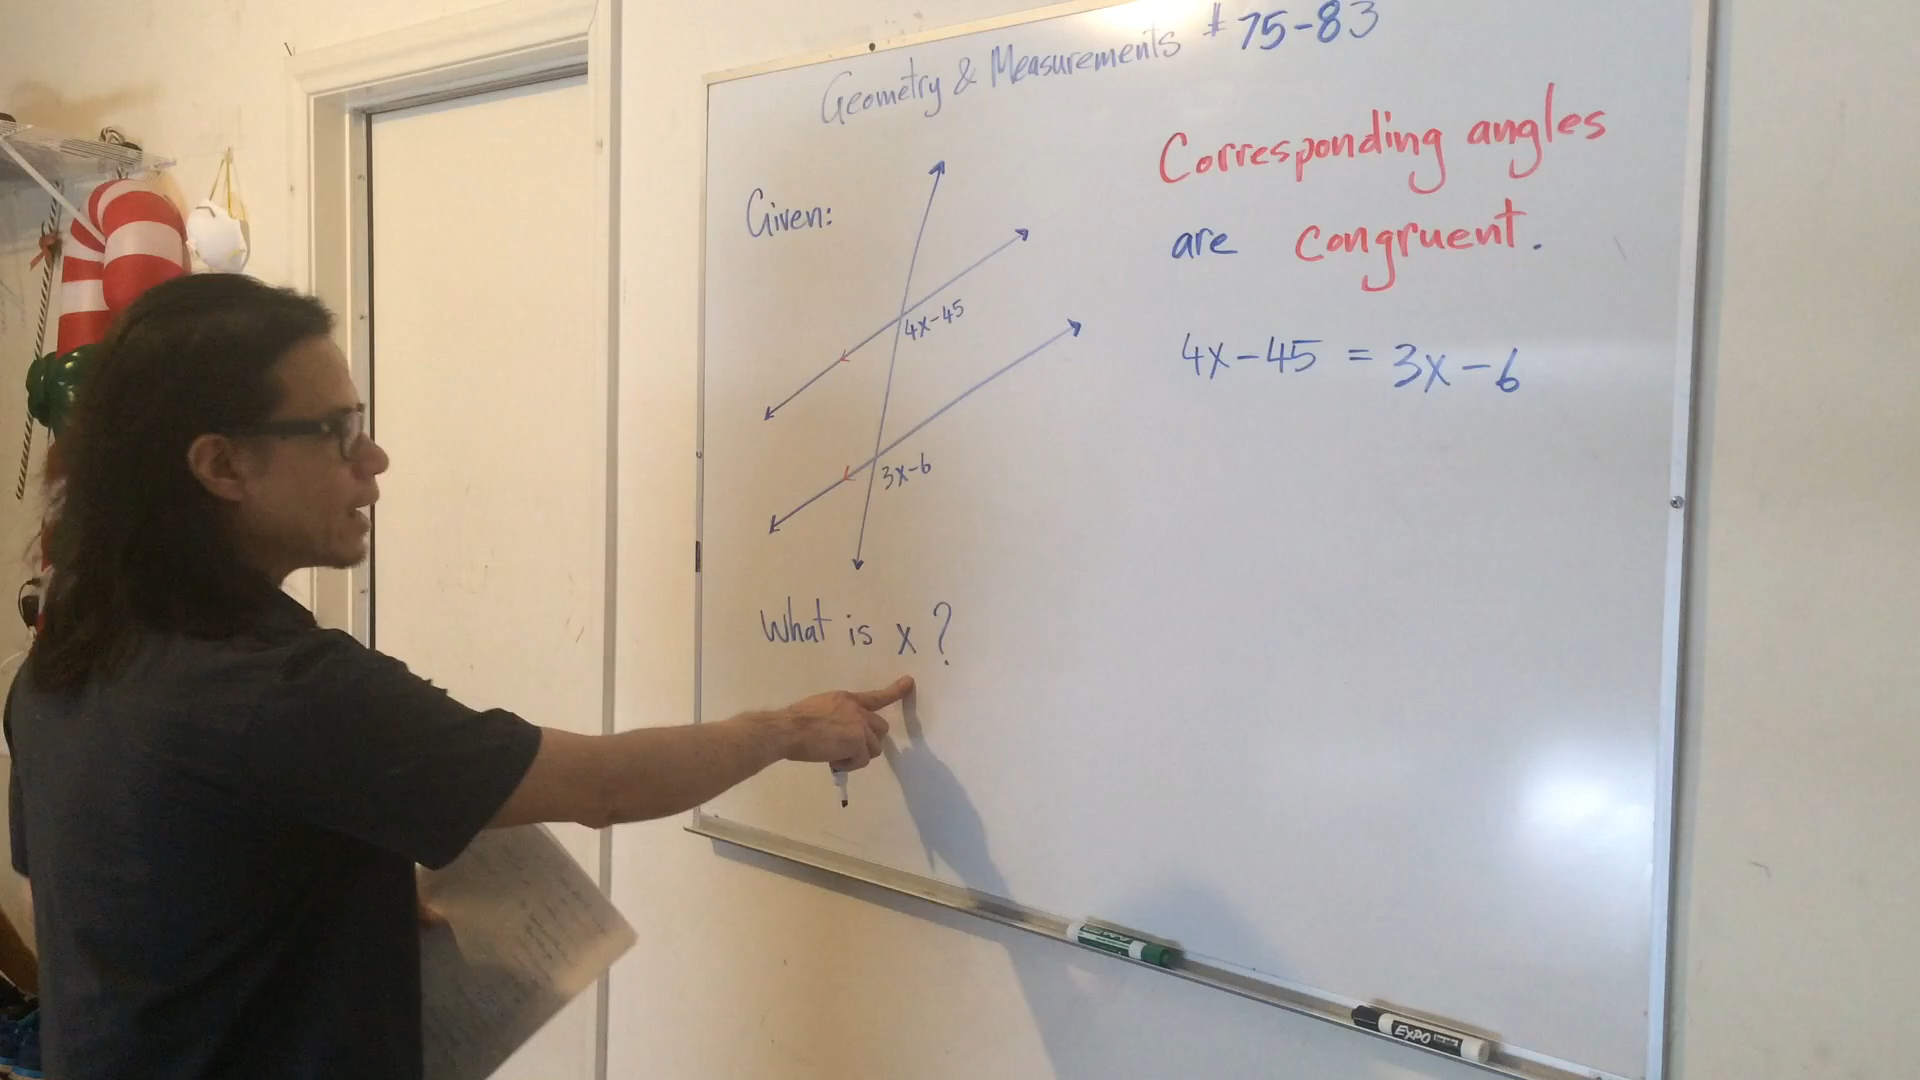 Geometry & Measurements # 75-83
Given:
4x-45
3x-6
What is x ?
Corresponding angles
are congruent.
4x-45 = 3x-6
EXPO